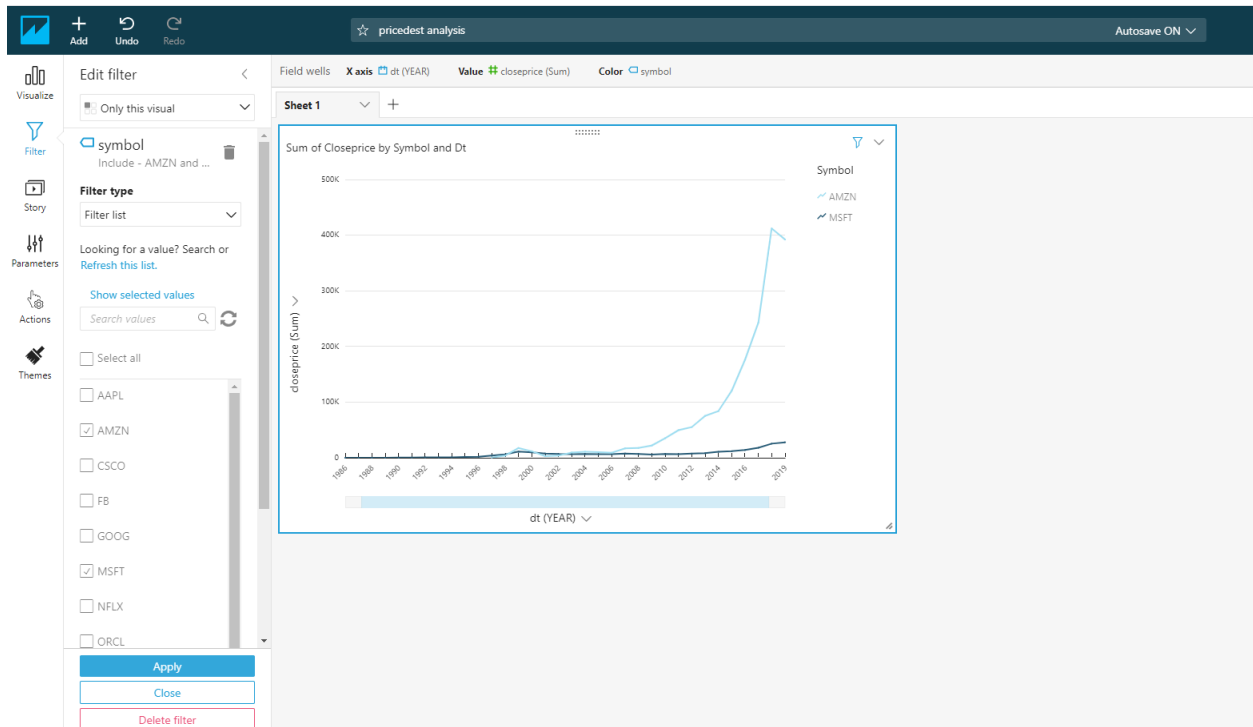 Add
Undo
Redo
pricedest analysis
Autosave ON
Visualize
Filter
Story
Parameters
Actions
Themes
Edit filter
Only this visual
symbol
Include - AMZN and ...
Filter type
Filter list
Looking for a value? Search or
Refresh this list.
Show selected values
Search values
Select all
AAPL
AMZN
CSCO
FB
GOOG
MSFT
NFLX
ORCL
Apply
Close
Delete filter
Field wells X axis dt (YEAR) Value closeprice (Sum) Color symbol
Sheet 1
Sum of Closeprice by Symbol and Dt
Symbol
AMZN
MSFT
closeprice (Sum)
500K
400K
300K
200K
100K
0
1986 1988 1990 1992 1994 1996 1998 2000 2002 2004 2006 2008 2010 2012 2014 2016 2019
dt (YEAR)